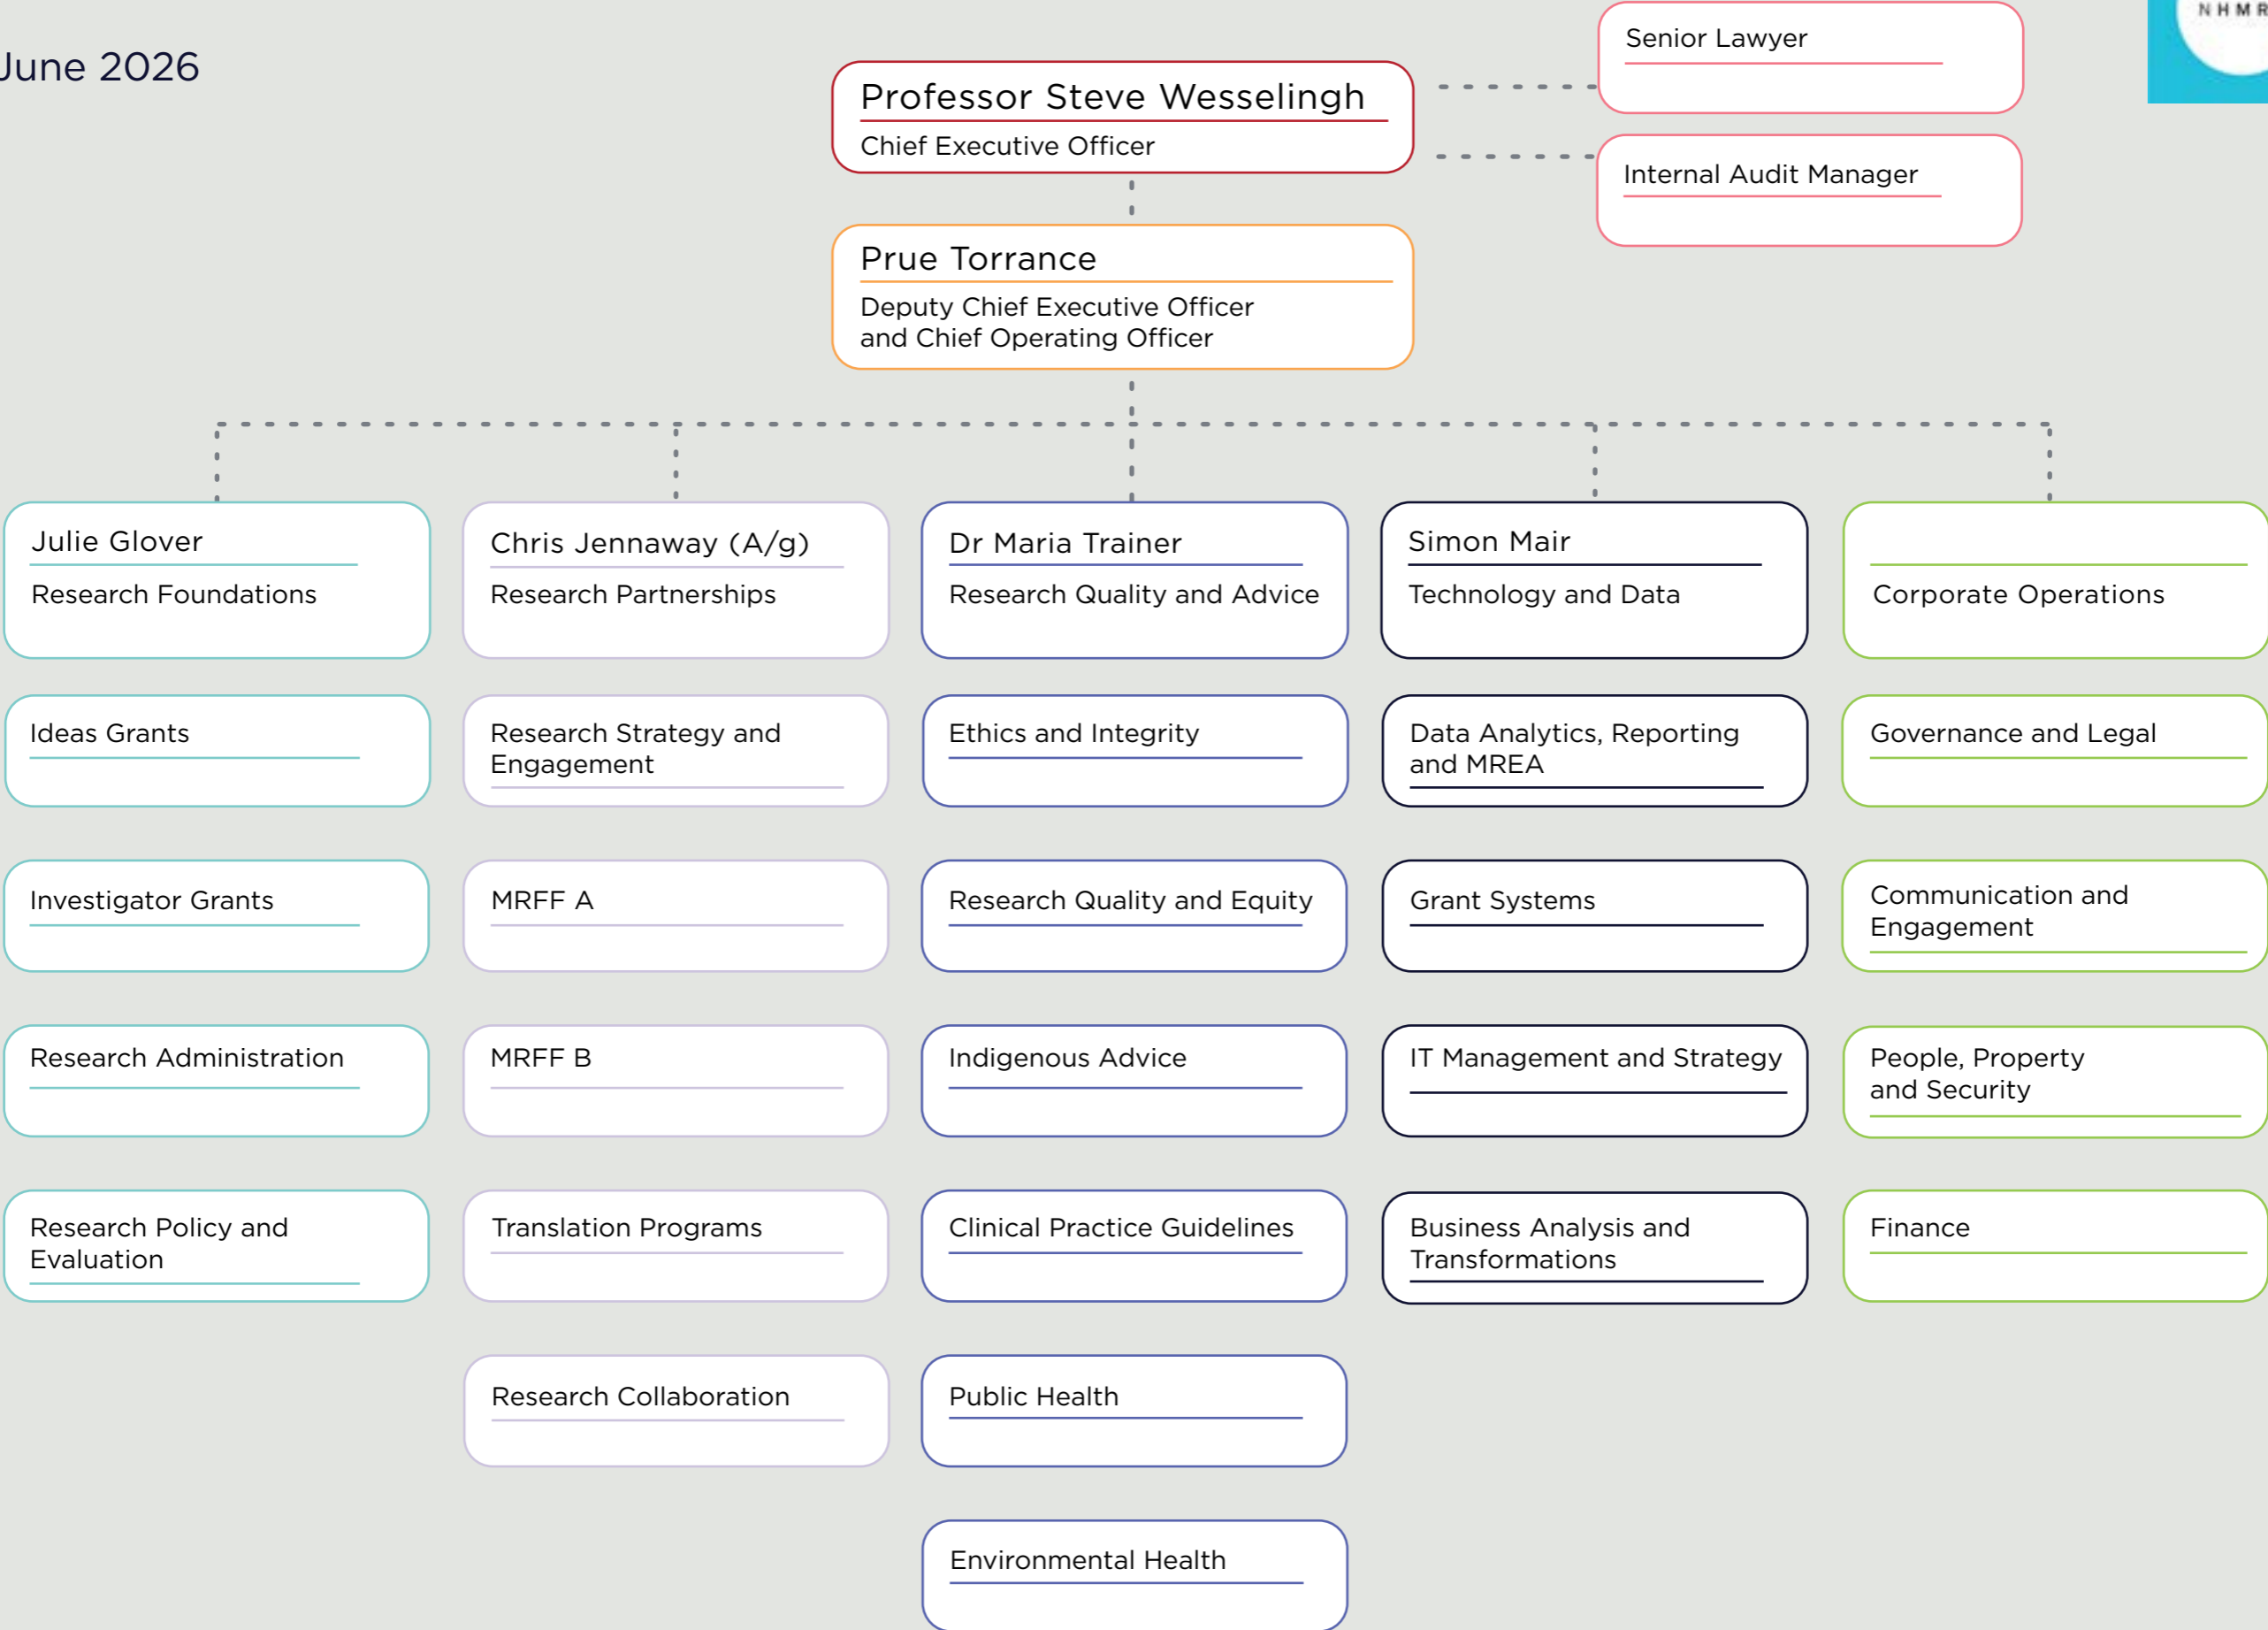 June 2026
NHMR
Professor Steve Wesselingh
Chief Executive Officer
Senior Lawyer
Internal Audit Manager
Prue Torrance
Deputy Chief Executive Officer
and Chief Operating Officer
Julie Glover
Research Foundations
Ideas Grants
Investigator Grants
Research Administration
Research Policy and
Evaluation
Chris Jennaway (A/g)
Research Partnerships
Research Strategy and
Engagement
MRFF A
MRFF B
Translation Programs
Research Collaboration
Dr Maria Trainer
Research Quality and Advice
Ethics and Integrity
Research Quality and Equity
Indigenous Advice
Clinical Practice Guidelines
Public Health
Environmental Health
Simon Mair
Technology and Data
Data Analytics, Reporting
and MREA
Grant Systems
IT Management and Strategy
Business Analysis and
Transformations
Corporate Operations
Governance and Legal
Communication and
Engagement
People, Property
and Security
Finance